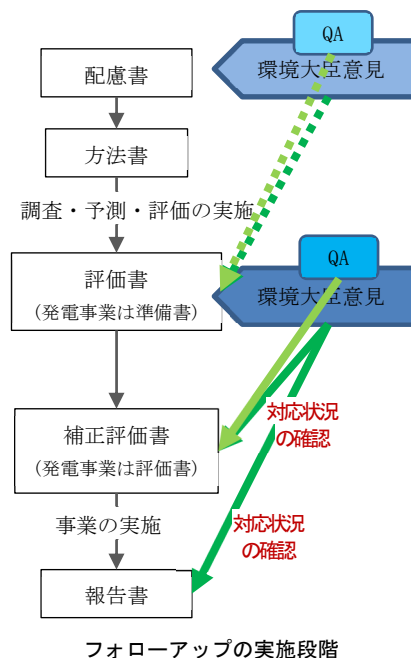 QA
環境大臣意見
配慮書
方法書
調査・予測・評価の実施
評価書
(発電事業は準備書)
QA
環境大臣意見
対応状況
の確認
補正評価書
(発電事業は評価書)
事業の実施
対応状況
の確認
報告書
フォローアップの実施段階